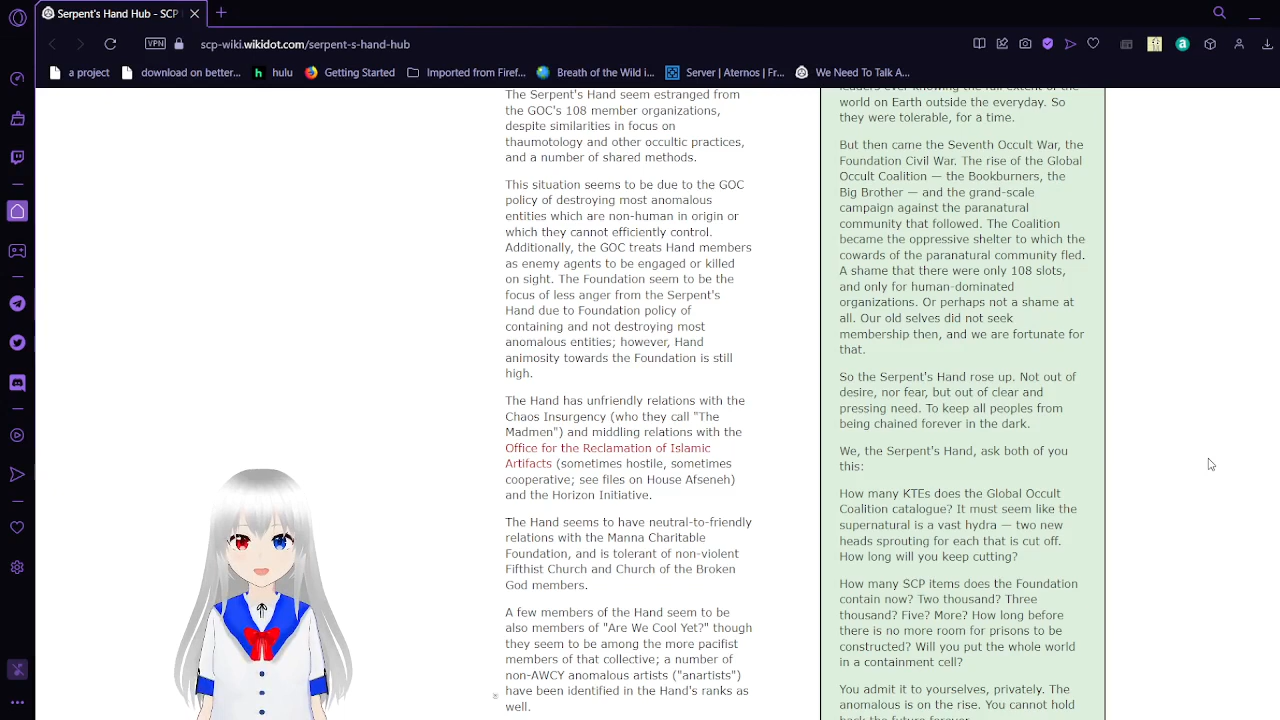 Serpent's Hand Hub - SCP
VPN
scp-wiki.wikidot.com/serpent-s-hand-hub
a project
download on better...
h
hulu
Getting Started
Imported from Firef...
Breath of the Wild i...
Server | Aternos | Fr...
We Need To Talk A...
a
The Serpent's Hand seem estranged from
the GOC's 108 member organizations,
despite similarities in focus on
thaumotology and other occultic practices,
and a number of shared methods.
This situation seems to be due to the GOC
policy of destroying most anomalous
entities which are non-human in origin or
which they cannot efficiently control.
Additionally, the GOC treats Hand members
as enemy agents to be engaged or killed
on sight. The Foundation seem to be the
focus of less anger from the Serpent's
Hand due to Foundation policy of
containing and not destroying most
anomalous entities; however, Hand
animosity towards the Foundation is still
high.
The Hand has unfriendly relations with the
Chaos Insurgency (who they call "The
Madmen") and middling relations with the
Office for the Reclamation of Islamic
Artifacts (sometimes hostile, sometimes
cooperative; see files on House Afseneh)
and the Horizon Initiative.
The Hand seems to have neutral-to-friendly
relations with the Manna Charitable
Foundation, and is tolerant of non-violent
Fifthist Church and Church of the Broken
God members.
A few members of the Hand seem to be
also members of "Are We Cool Yet?" though
they seem to be among the more pacifist
members of that collective; a number of
non-AWCY anomalous artists ("anartists")
have been identified in the Hand's ranks as
well.
leaders ever knowing the full extent of the
world on Earth outside the everyday. So
they were tolerable, for a time.
But then came the Seventh Occult War, the
Foundation Civil War. The rise of the Global
Occult Coalition — the Bookburners, the
Big Brother — and the grand-scale
campaign against the paranatural
community that followed. The Coalition
became the oppressive shelter to which the
cowards of the paranatural community fled.
A shame that there were only 108 slots,
and only for human-dominated
organizations. Or perhaps not a shame at
all. Our old selves did not seek
membership then, and we are fortunate for
that.
So the Serpent's Hand rose up. Not out of
desire, nor fear, but out of clear and
pressing need. To keep all peoples from
being chained forever in the dark.
We, the Serpent's Hand, ask both of you
this:
How many KTEs does the Global Occult
Coalition catalogue? It must seem like the
supernatural is a vast hydra — two new
heads sprouting for each that is cut off.
How long will you keep cutting?
How many SCP items does the Foundation
contain now? Two thousand? Three
thousand? Five? More? How long before
there is no more room for prisons to be
constructed? Will you put the whole world
in a containment cell?
You admit it to yourselves, privately. The
anomalous is on the rise. You cannot hold
back the future forever.